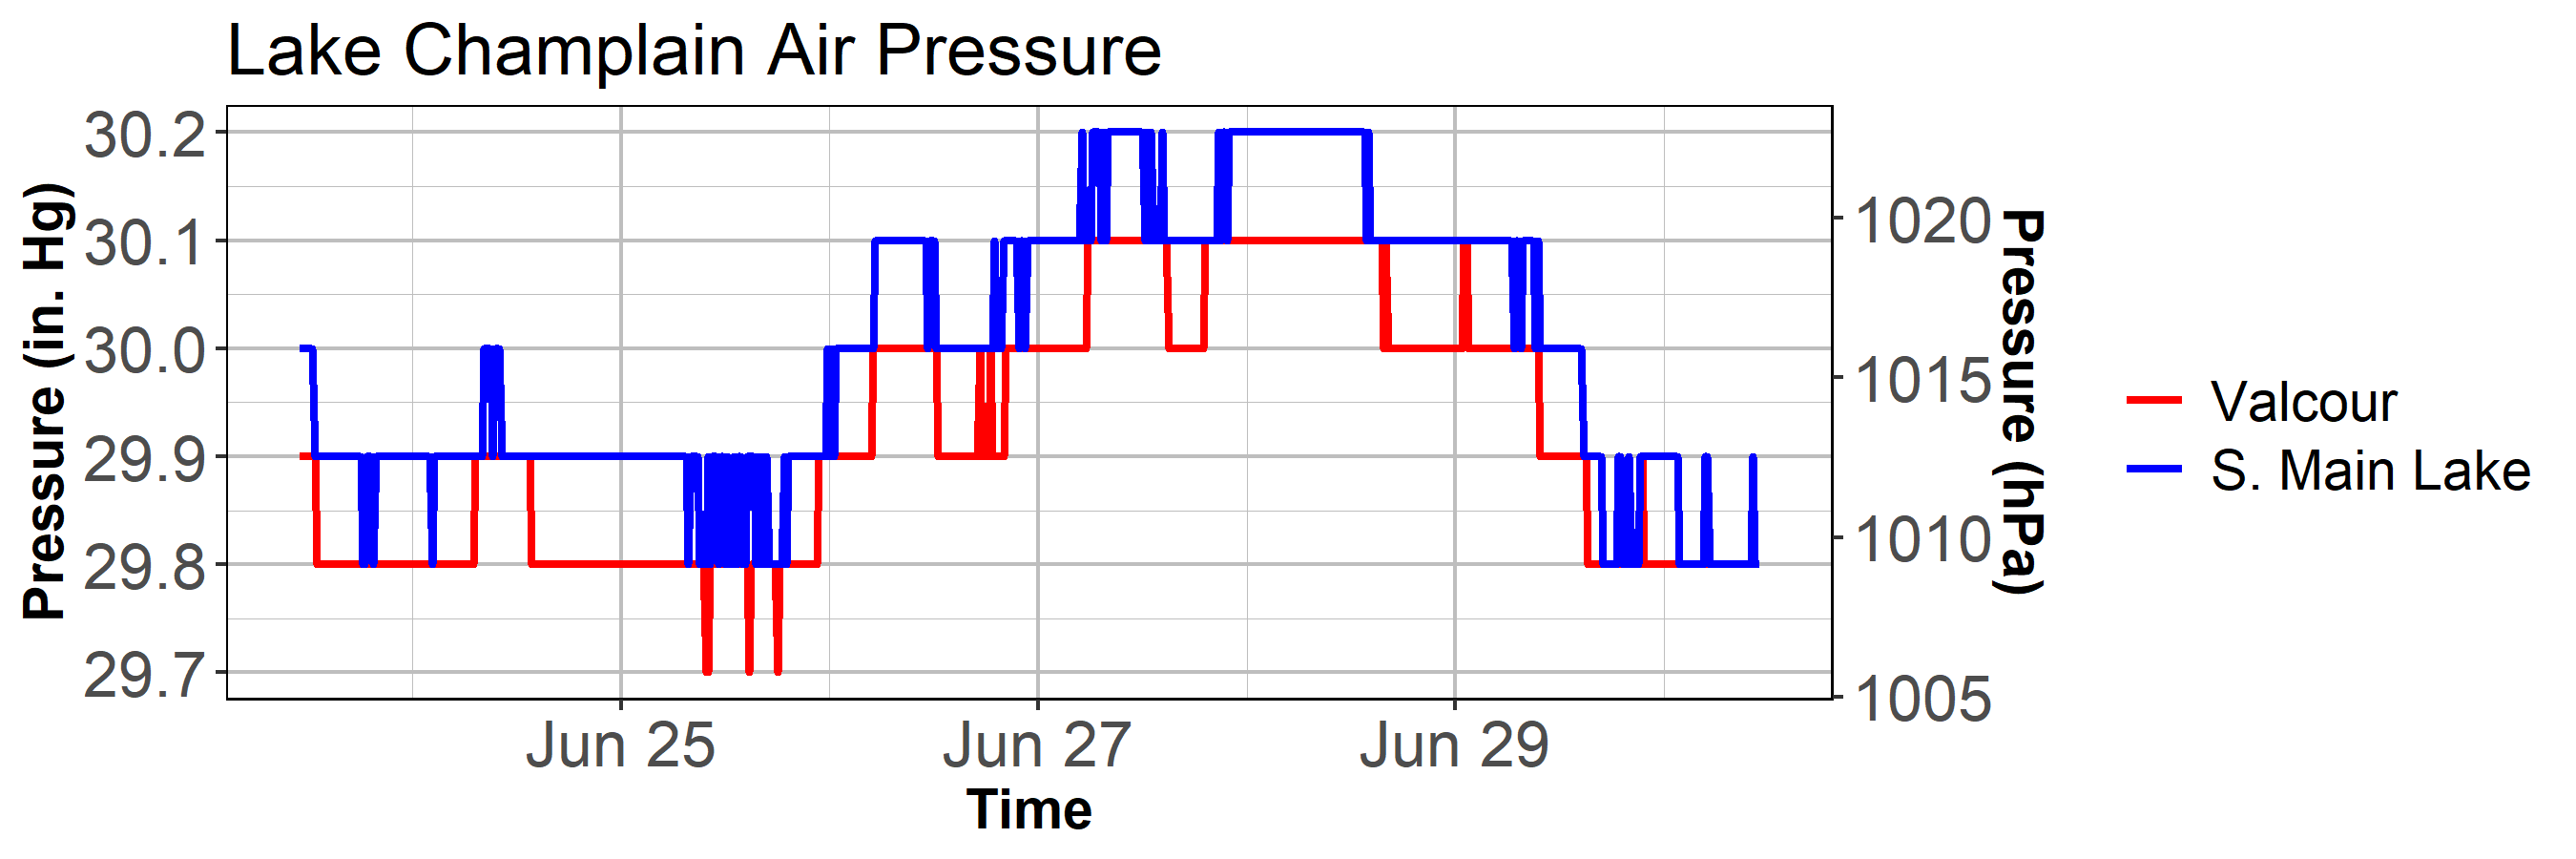 Lake Champlain Air Pressure
Pressure (in. Hg)
30.2
30.1
30.0
29.9
29.8
29.7
1020
1015
1010
1005
Pressure (hPa)
Jun 25
Jun 27
Jun 29
Time
Valcour
S. Main Lake